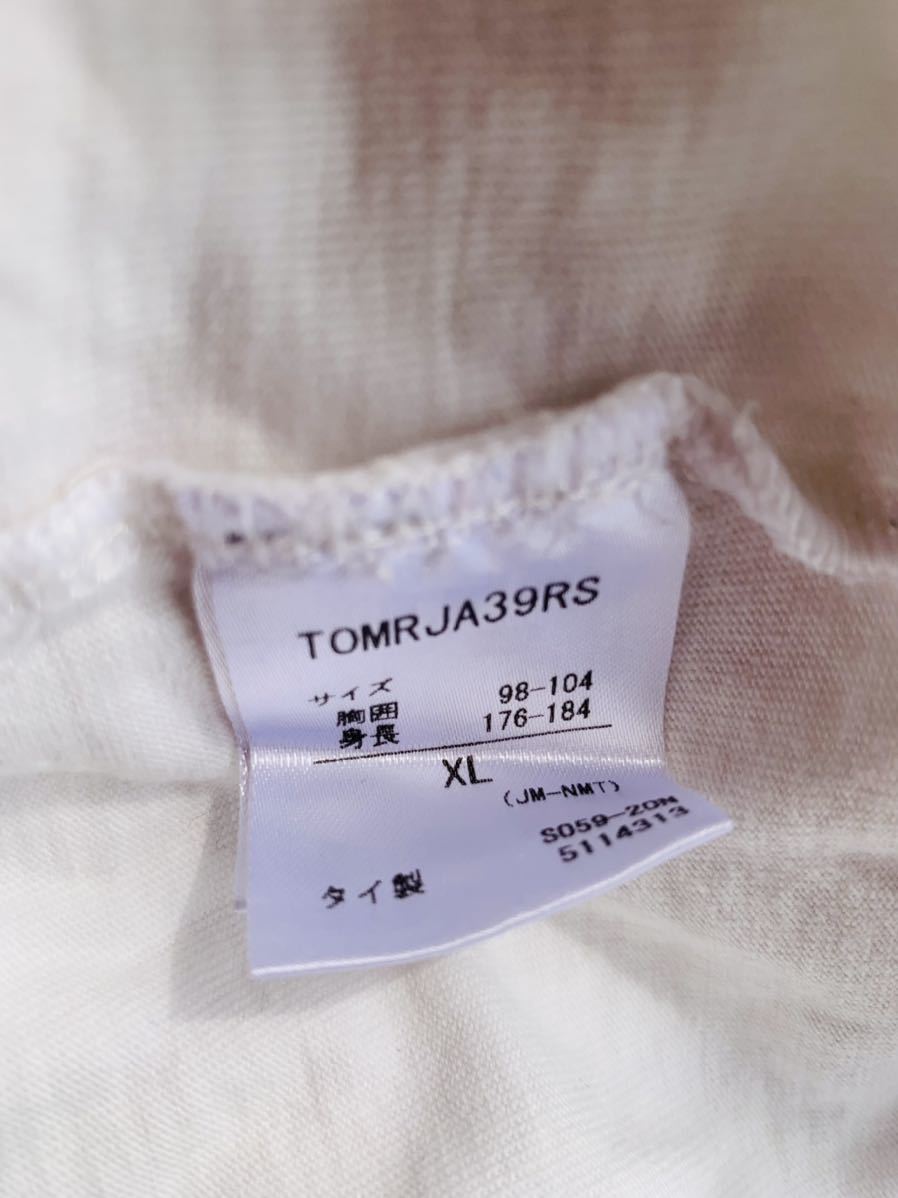 TOMRJA39RS
サイズ
胸囲 98-104
身長 176-184
XL
(JM-NMT)
S059-20N
5114313
タイ製